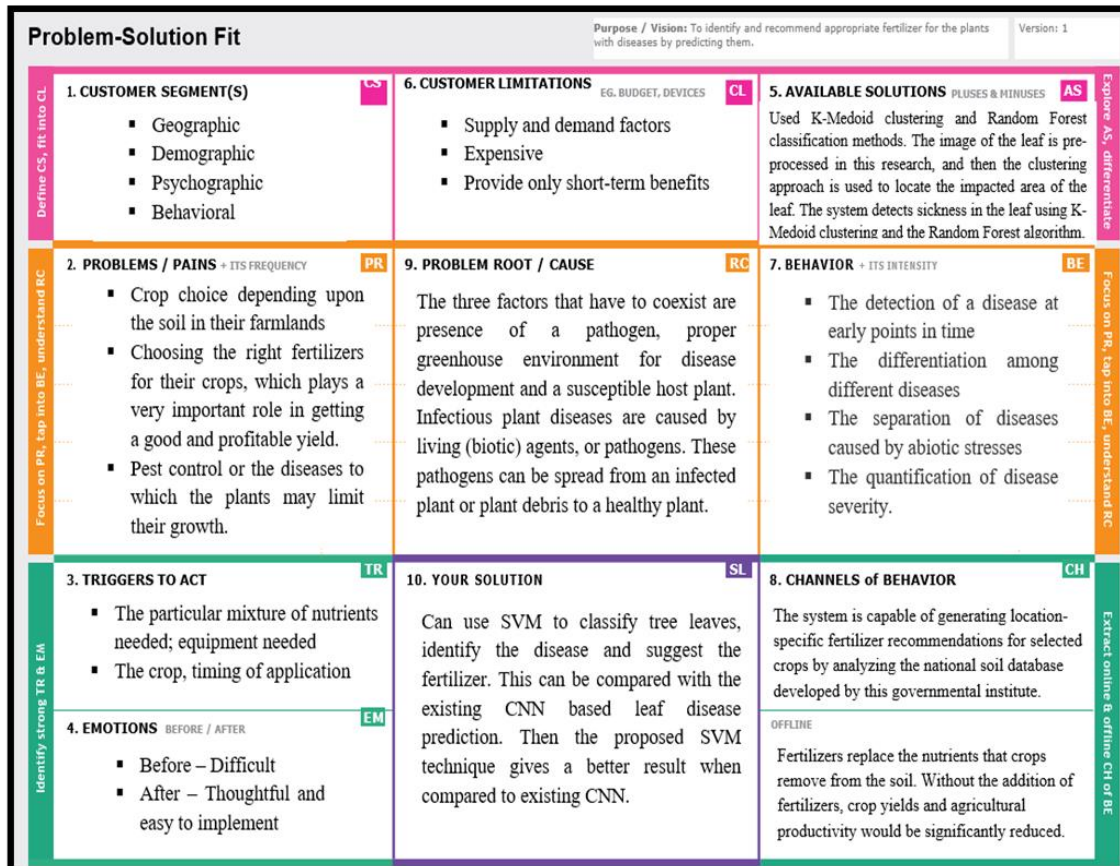 Problem-Solution Fit
Purpose / Vision: To identify and recommend appropriate fertilizer for the plants
with diseases by predicting them.
Version: 1
Define CS, fit into CL
1. CUSTOMER SEGMENT(S)
CS
▪ Geographic
▪ Demographic
▪ Psychographic
▪ Behavioral
6. CUSTOMER LIMITATIONS
EG. BUDGET, DEVICES
CL
▪ Supply and demand factors
▪ Expensive
▪ Provide only short-term benefits
5. AVAILABLE SOLUTIONS PLUSES & MINUSES
AS
Used K-Medoid clustering and Random Forest
classification methods. The image of the leaf is pre-
processed in this research, and then the clustering
approach is used to locate the impacted area of the
leaf. The system detects sickness in the leaf using K-
Medoid clustering and the Random Forest algorithm.
Explore AS, differentiate
Focus on PR, tap into BE, understand RC
2. PROBLEMS / PAINS + ITS FREQUENCY
PR
▪ Crop choice depending upon
the soil in their farmlands
▪ Choosing the right fertilizers
for their crops, which plays a
very important role in getting
a good and profitable yield.
▪ Pest control or the diseases to
which the plants may limit
their growth.
9. PROBLEM ROOT / CAUSE
RC
The three factors that have to coexist are
presence of a pathogen, proper
greenhouse environment for disease
development and a susceptible host plant.
Infectious plant diseases are caused by
living (biotic) agents, or pathogens. These
pathogens can be spread from an infected
plant or plant debris to a healthy plant.
7. BEHAVIOR + ITS INTENSITY
BE
▪ The detection of a disease at
early points in time
▪ The differentiation among
different diseases
▪ The separation of diseases
caused by abiotic stresses
▪ The quantification of disease
severity.
Focus on PR, tap into BE, understand RC
Identify strong TR & EM
3. TRIGGERS TO ACT
TR
▪ The particular mixture of nutrients
needed; equipment needed
▪ The crop, timing of application
4. EMOTIONS BEFORE / AFTER
EM
▪ Before – Difficult
▪ After – Thoughtful and
easy to implement
10. YOUR SOLUTION
SL
Can use SVM to classify tree leaves,
identify the disease and suggest the
fertilizer. This can be compared with the
existing CNN based leaf disease
prediction. Then the proposed SVM
technique gives a better result when
compared to existing CNN.
8. CHANNELS of BEHAVIOR
CH
The system is capable of generating location-
specific fertilizer recommendations for selected
crops by analyzing the national soil database
developed by this governmental institute.
OFFLINE
Fertilizers replace the nutrients that crops
remove from the soil. Without the addition of
fertilizers, crop yields and agricultural
productivity would be significantly reduced.
Extract online & offline CH of BE